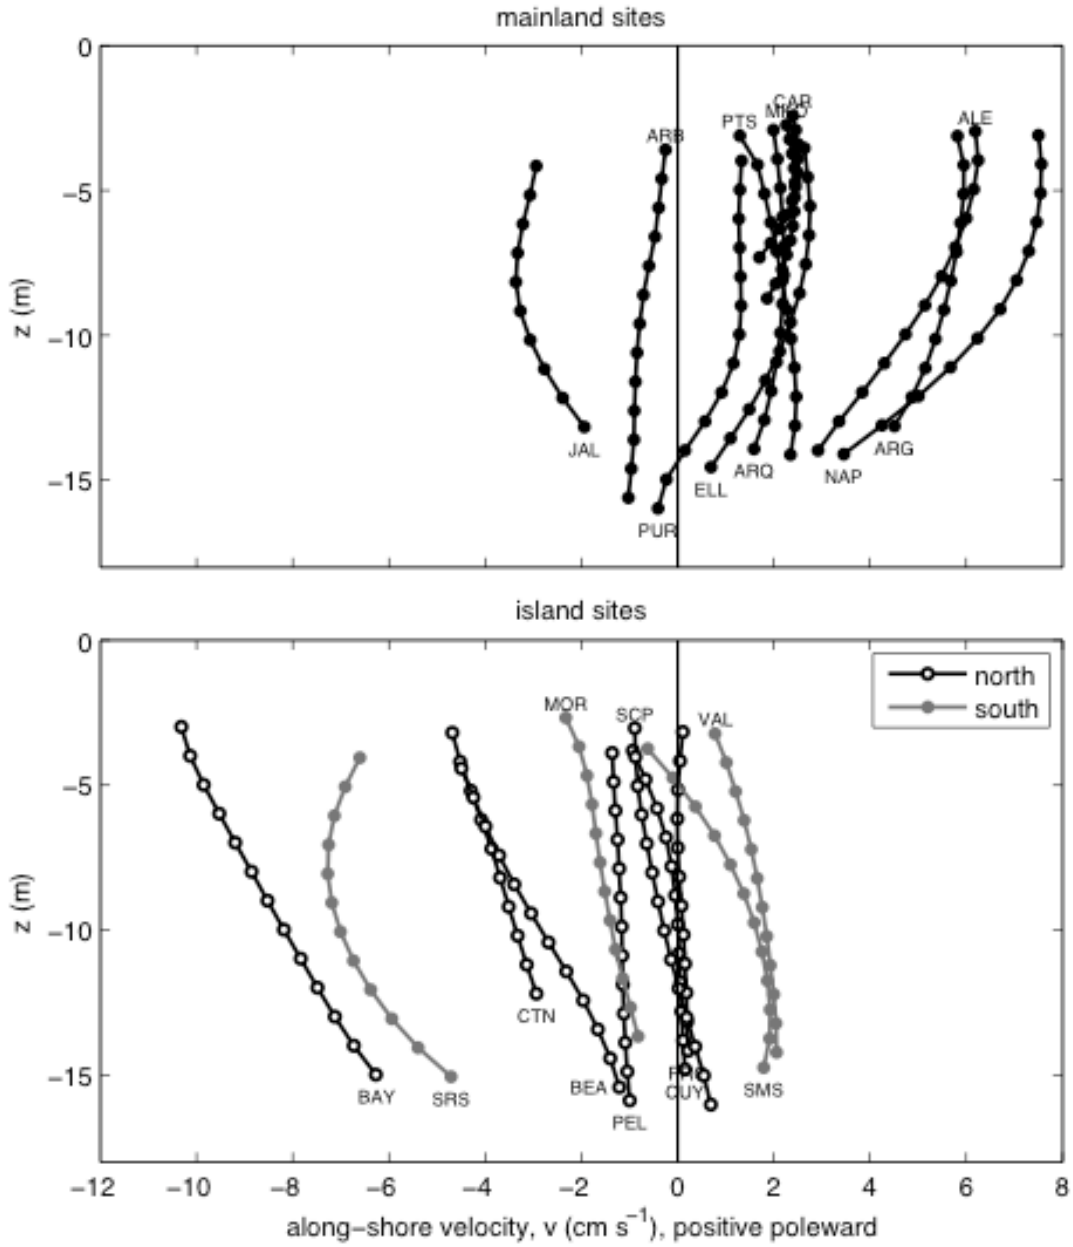 mainland sites
0
−5
−10
−15
z (m)
CAR
PTS
ALE
ARB
JAL
PUR
ELL
ARQ
NAP
ARG
island sites
0
−5
−10
−15
z (m)
north
south
MOR
SCP
VAL
CTN
BAY
SRS
BEA
PEL
CUY
SMS
−12 −10 −8 −6 −4 −2 0 2 4 6 8
along−shore velocity, v (cm s−1), positive poleward